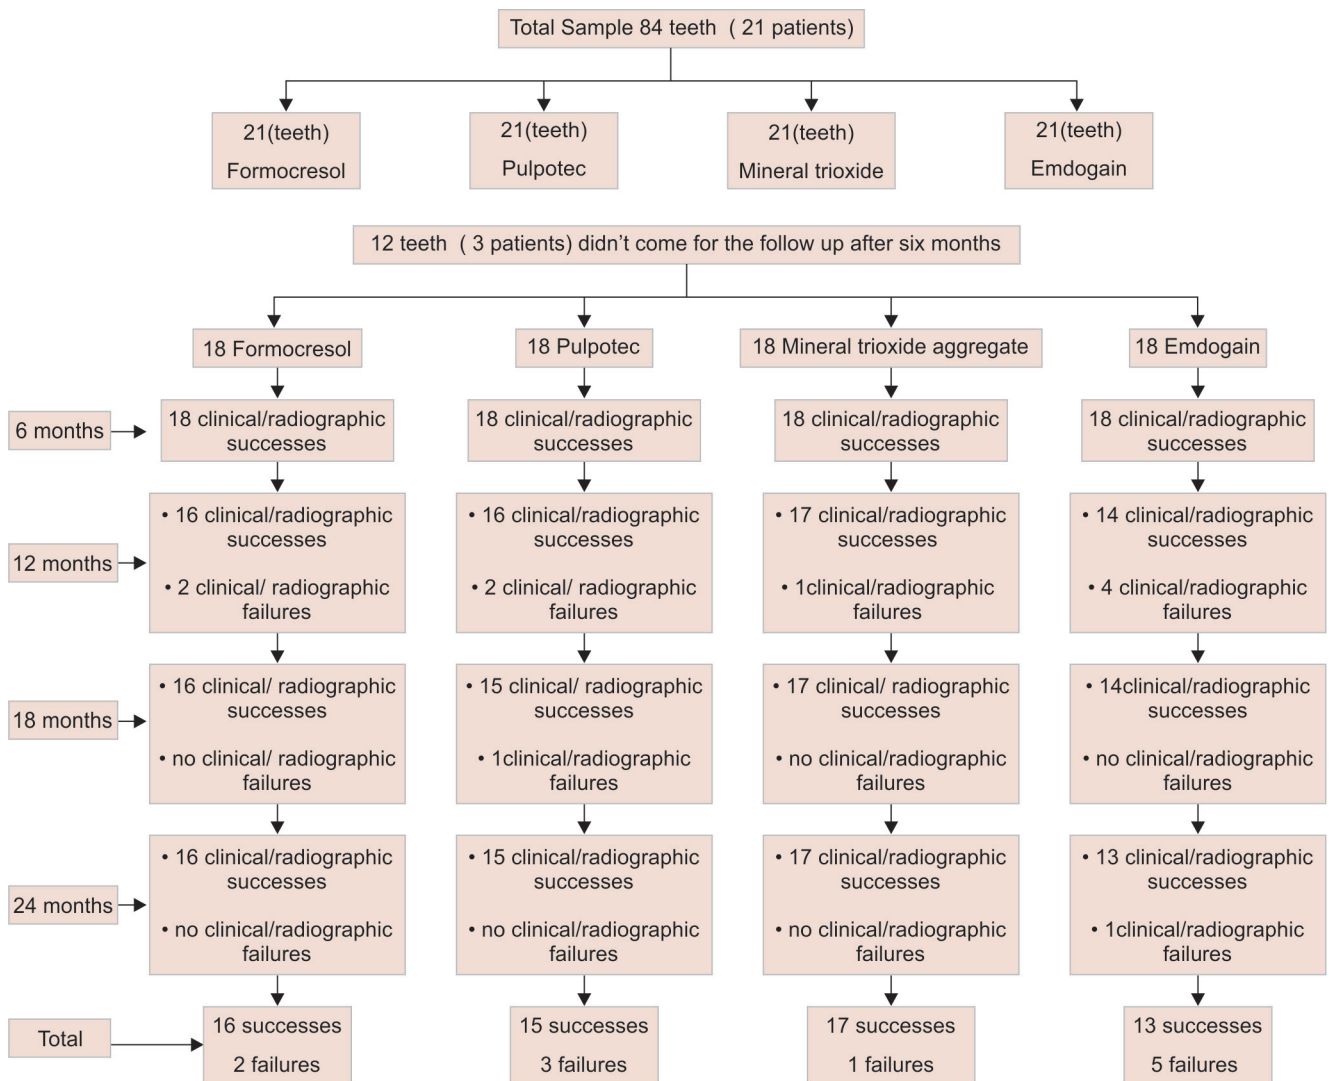 Total Sample 84 teeth ( 21 patients)
21(teeth)
Formocresol
21(teeth)
Pulpotec
21(teeth)
Mineral trioxide
21(teeth)
Emdogain
12 teeth ( 3 patients) didn't come for the follow up after six months
18 Formocresol
18 Pulpotec
18 Mineral trioxide aggregate
18 Emdogain
6 months
18 clinical/radiographic
successes
18 clinical/radiographic
successes
18 clinical/radiographic
successes
18 clinical/radiographic
successes
12 months
• 16 clinical/radiographic
successes
• 2 clinical/ radiographic
failures
• 16 clinical/radiographic
successes
• 2 clinical/ radiographic
failures
• 17 clinical/radiographic
successes
• 1clinical/radiographic
failures
• 14 clinical/radiographic
successes
• 4 clinical/radiographic
failures
18 months
• 16 clinical/ radiographic
successes
• no clinical/ radiographic
failures
• 15 clinical/ radiographic
successes
• 1clinical/radiographic
failures
• 17 clinical/ radiographic
successes
• no clinical/radiographic
failures
• 14clinical/radiographic
successes
• no clinical/radiographic
failures
24 months
• 16 clinical/radiographic
successes
• no clinical/radiographic
failures
• 15 clinical/radiographic
successes
• no clinical/radiographic
failures
• 17 clinical/radiographic
successes
• no clinical/radiographic
failures
• 13 clinical/radiographic
successes
• 1clinical/radiographic
failures
Total
16 successes
2 failures
15 successes
3 failures
17 successes
1 failures
13 successes
5 failures